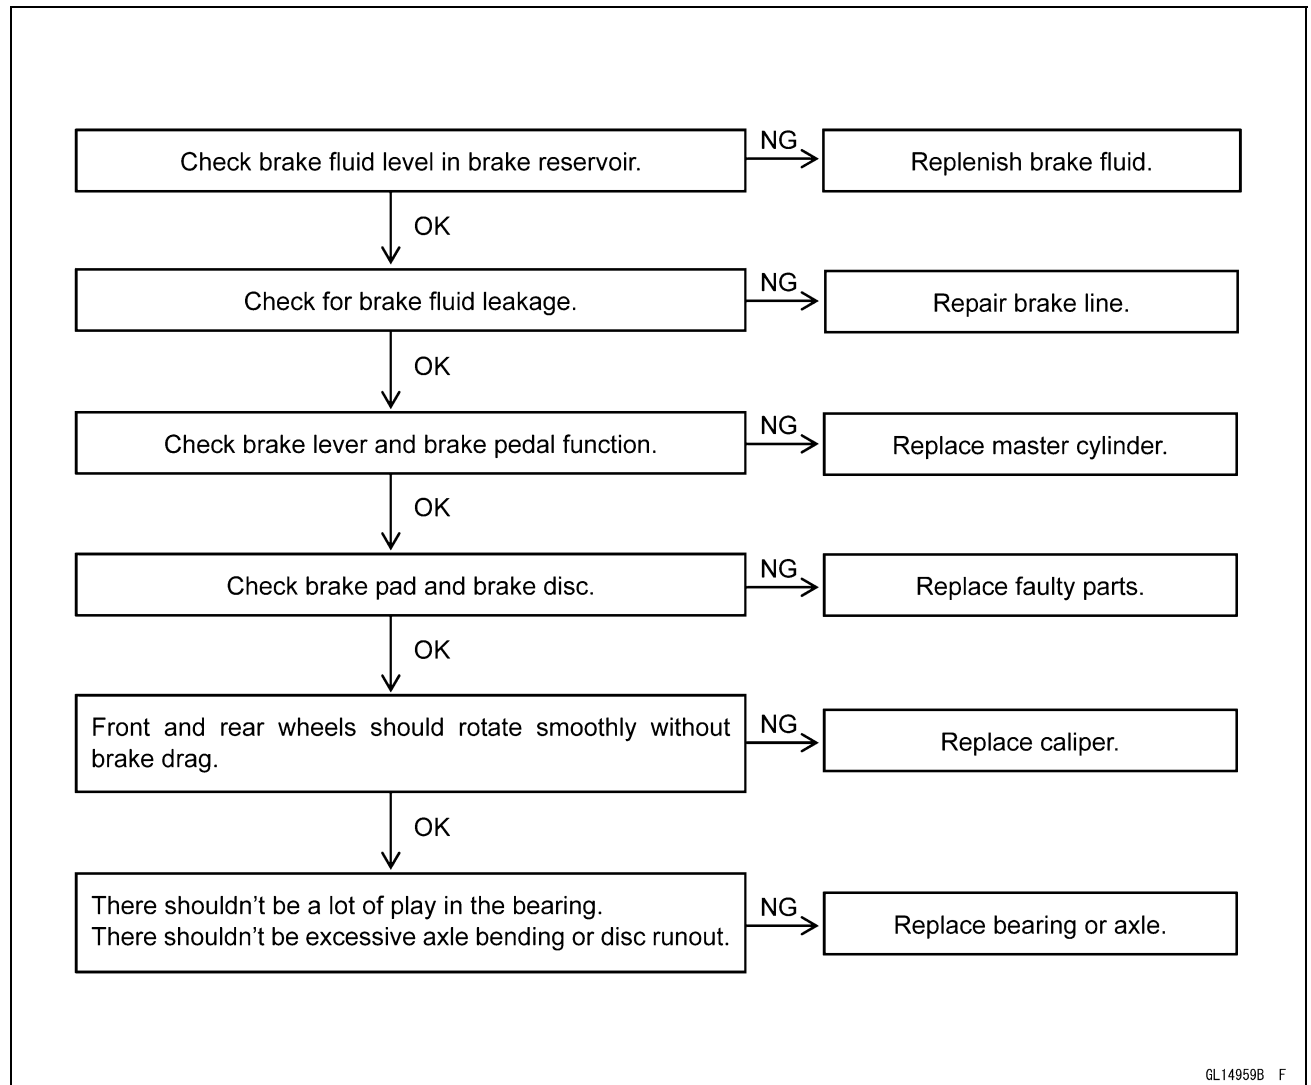 Check brake fluid level in brake reservoir.
NG
Replenish brake fluid.
OK
Check for brake fluid leakage.
NG
Repair brake line.
OK
Check brake lever and brake pedal function.
NG
Replace master cylinder.
OK
Check brake pad and brake disc.
NG
Replace faulty parts.
OK
Front and rear wheels should rotate smoothly without
brake drag.
NG
Replace caliper.
OK
There shouldn’t be a lot of play in the bearing.
There shouldn’t be excessive axle bending or disc runout.
NG
Replace bearing or axle.
GL14959B F